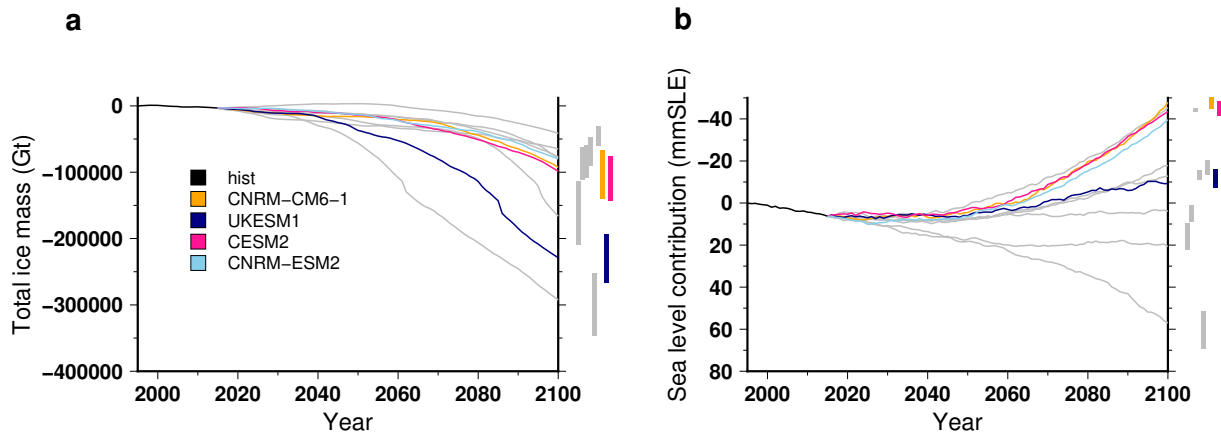 a
Total ice mass (Gt)
0
−100000
−200000
−300000
−400000
hist
CNRM−CM6−1
UKESM1
CESM2
CNRM−ESM2
2000 2020 2040 2060 2080 2100
Year
b
Sea level contribution (mmSLE)
−40
−20
0
20
40
60
80
2000 2020 2040 2060 2080 2100
Year